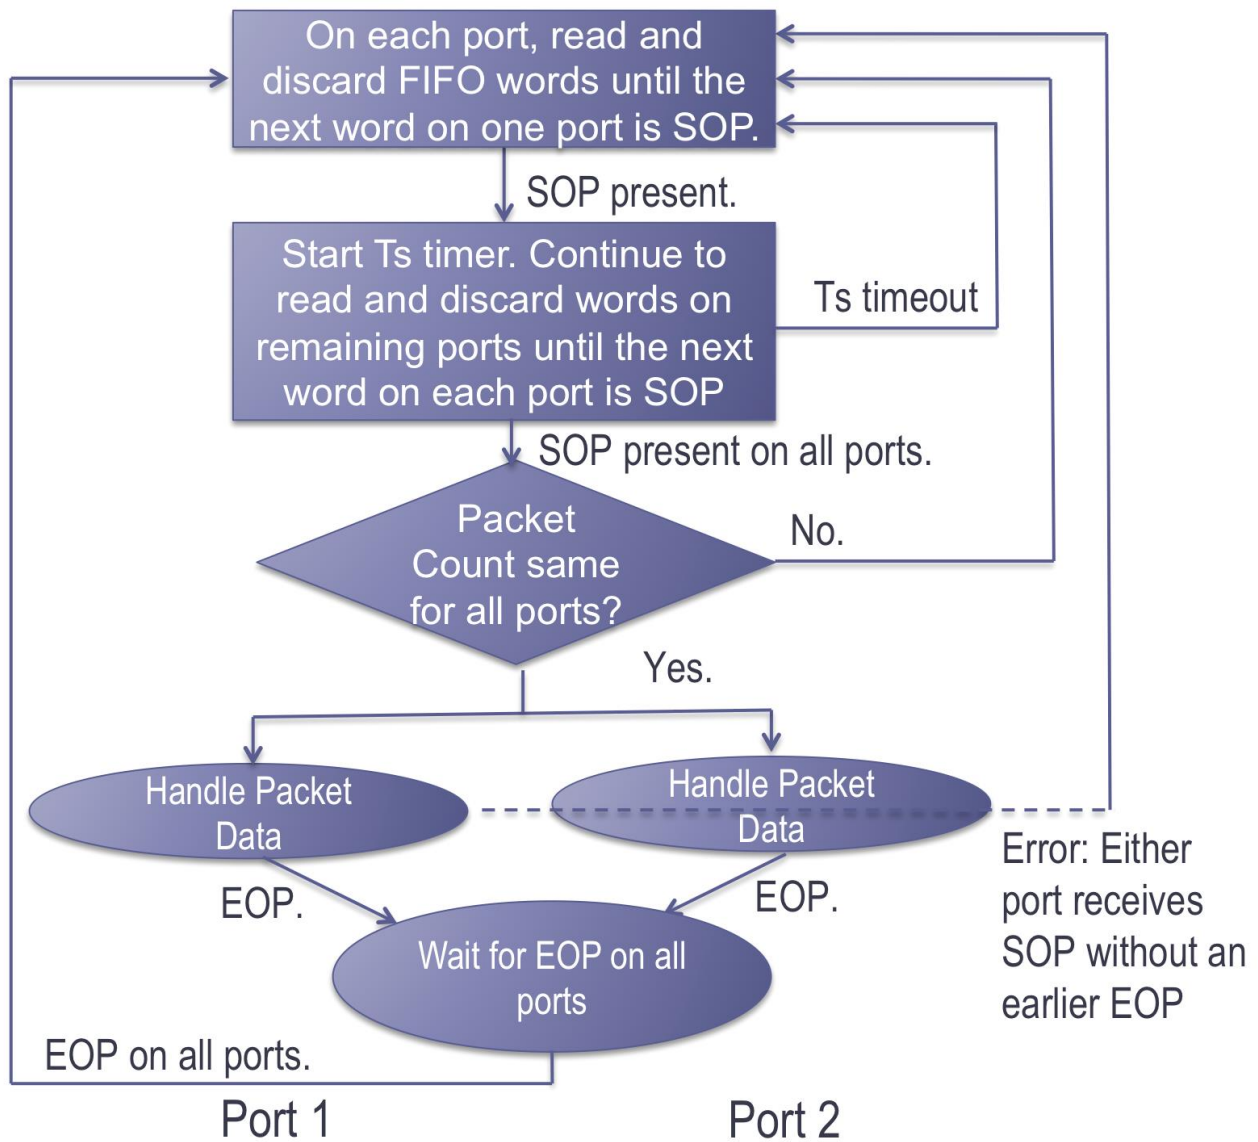 On each port, read and
discard FIFO words until the
next word on one port is SOP.
SOP present.
Start Ts timer. Continue to
read and discard words on
remaining ports until the next
word on each port is SOP
Ts timeout
SOP present on all ports.
Packet
Count same
for all ports?
No.
Yes.
Handle Packet
Data
Handle Packet
Data
Error: Either
port receives
SOP without an
earlier EOP
EOP.
EOP.
Wait for EOP on all
ports
EOP on all ports.
Port 1
Port 2